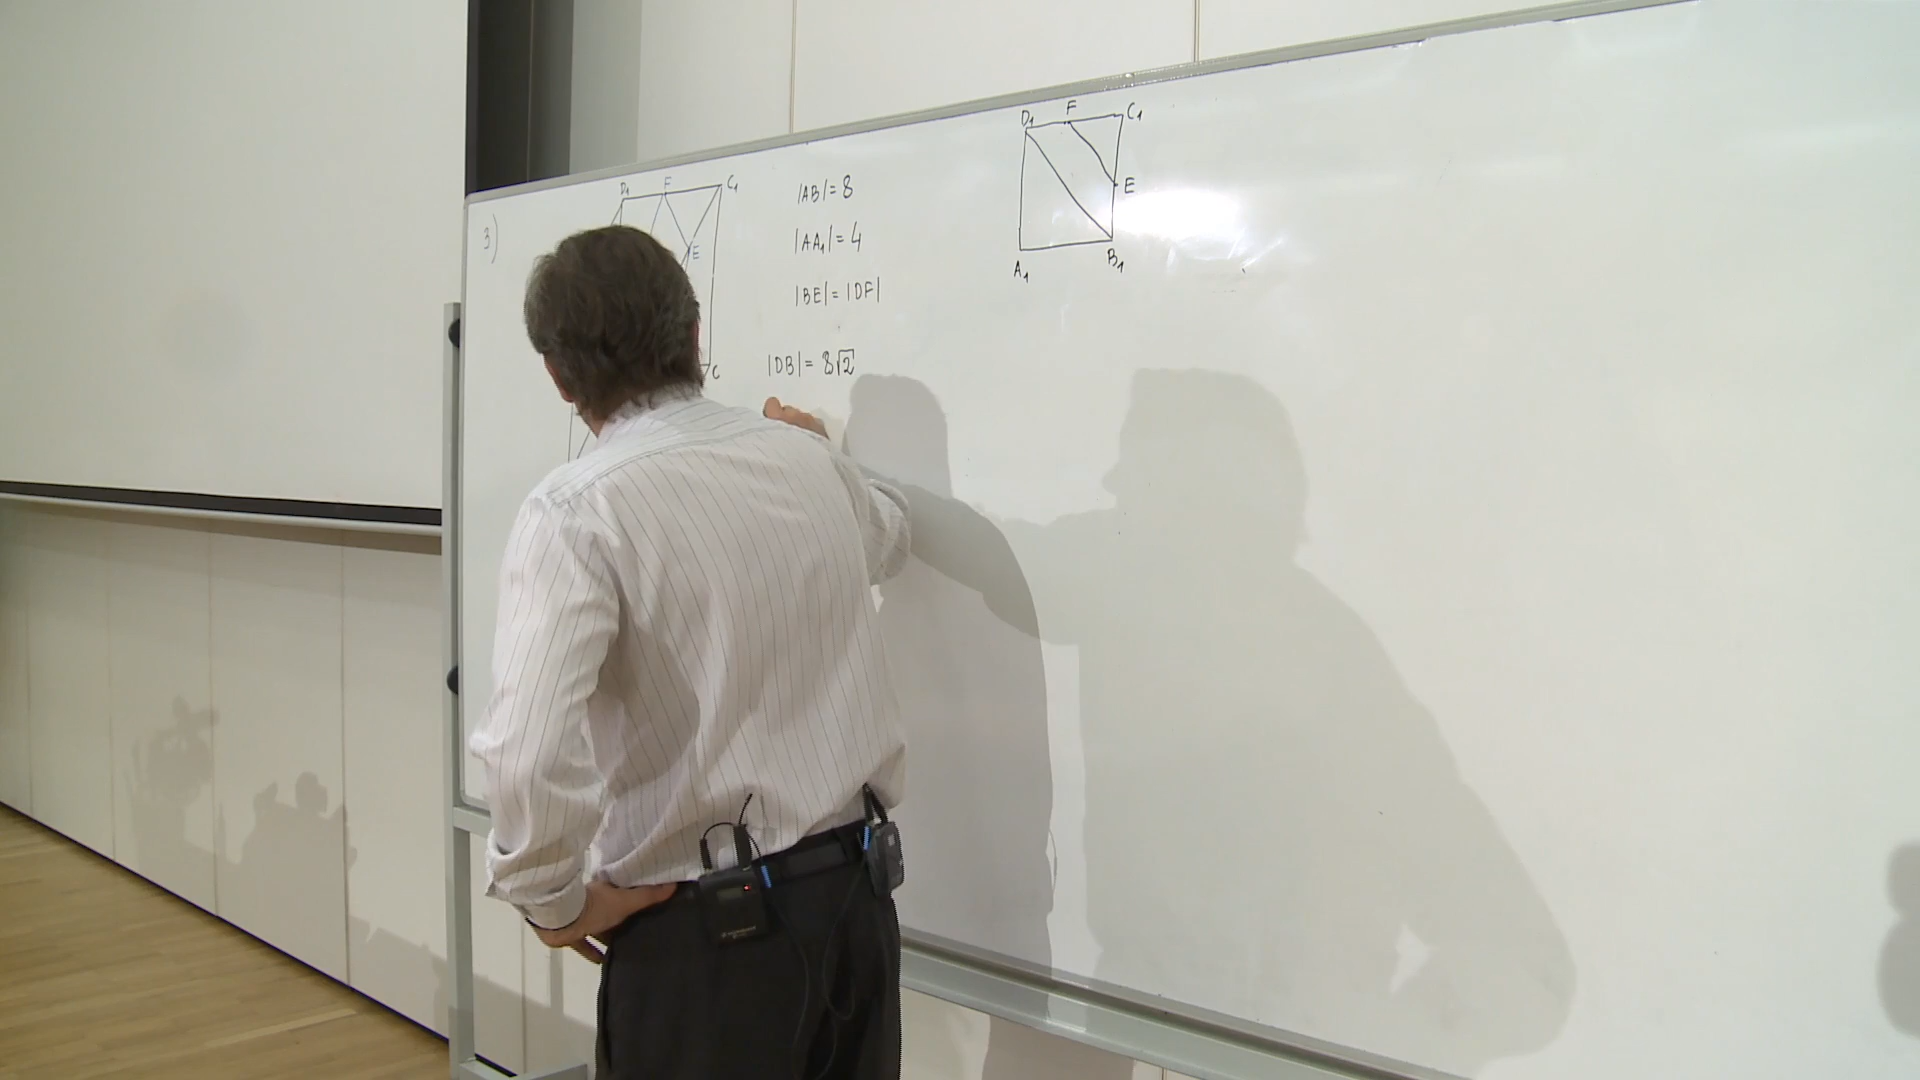 3)
D₁ F C₁
E
C
|AB|= 8
|AA₁|= 4
|BE|= |DF|
|DB|= 8√2
D₁ F C₁
E
A₁ B₁